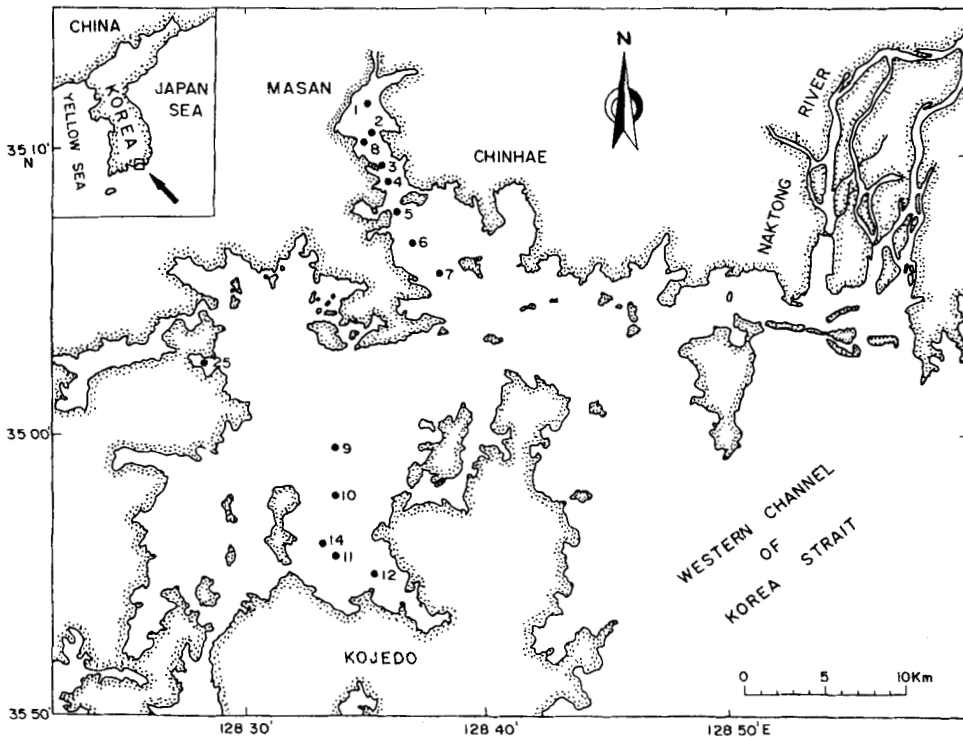 CHINA
JAPAN
SEA
KOREA
YELLOW SEA
MASAN
N
CHINHAE
NAKTONG
RIVER
35 10'
N
1
2
8
3
4
5
6
7
15
35 00'
9
10
14
11
12
KOJEDO
WESTERN CHANNEL
OF
KOREA STRAIT
0 5 10Km
35 50'
128 30'
128 40'
128 50'E